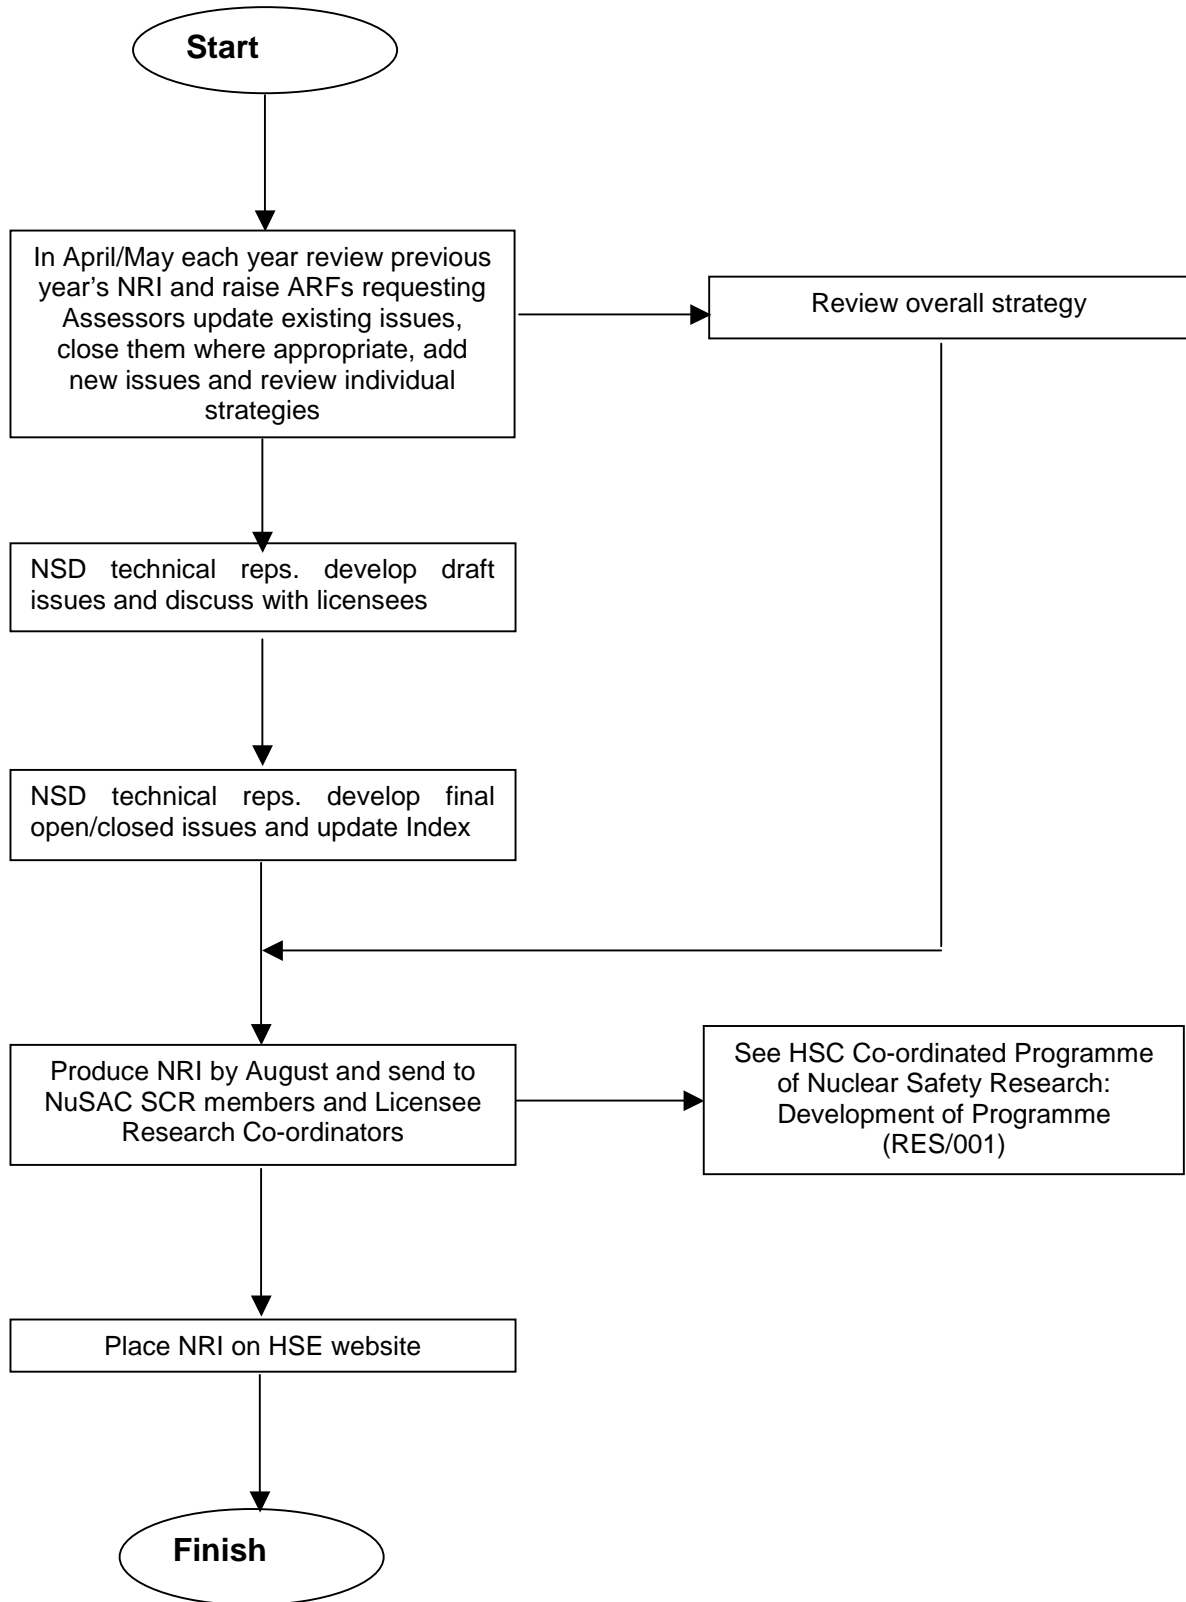 Start
In April/May each year review previous
year's NRI and raise ARFs requesting
Assessors update existing issues,
close them where appropriate, add
new issues and review individual
strategies
Review overall strategy
NSD technical reps. develop draft
issues and discuss with licensees
NSD technical reps. develop final
open/closed issues and update Index
Produce NRI by August and send to
NuSAC SCR members and Licensee
Research Co-ordinators
See HSC Co-ordinated Programme
of Nuclear Safety Research:
Development of Programme
(RES/001)
Place NRI on HSE website
Finish